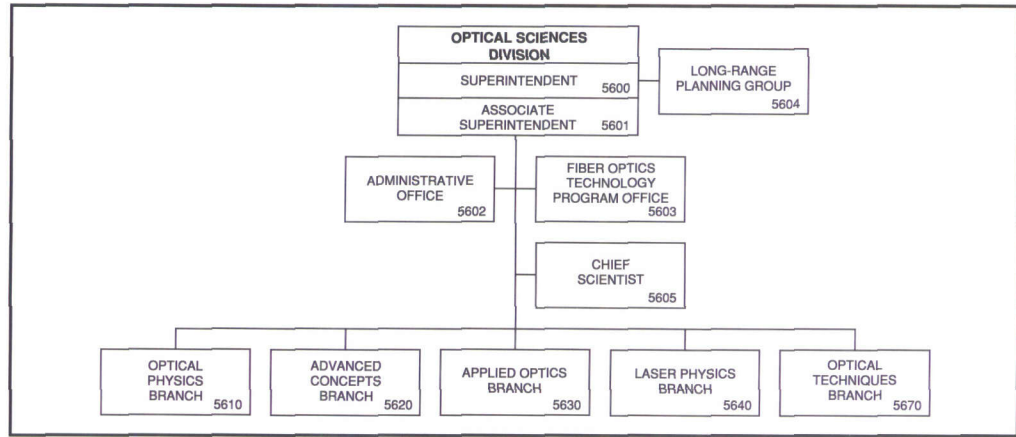 OPTICAL SCIENCES
DIVISION
SUPERINTENDENT
5600
ASSOCIATE
SUPERINTENDENT
5601
LONG-RANGE
PLANNING GROUP
5604
ADMINISTRATIVE
OFFICE
5602
FIBER OPTICS
TECHNOLOGY
PROGRAM OFFICE
5603
CHIEF
SCIENTIST
5605
OPTICAL
PHYSICS
BRANCH
5610
ADVANCED
CONCEPTS
BRANCH
5620
APPLIED OPTICS
BRANCH
5630
LASER PHYSICS
BRANCH
5640
OPTICAL
TECHNIQUES
BRANCH
5670